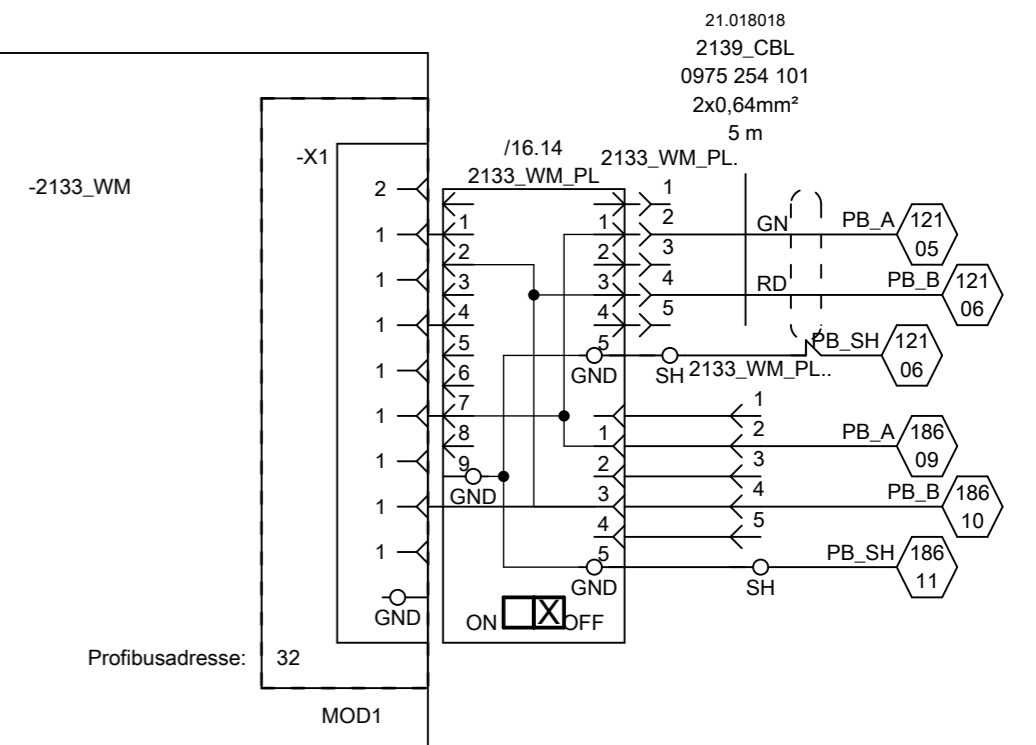 21.018018
2139_CBL
0975 254 101
2x0,64mm²
5 m
/16.14
2133_WM_PL
2133_WM_PL.
-X1
-2133_WM
2
1
1
1
1
1
1
1
1
GND
1
2
3
4
5
6
7
8
9
GND
1
2
3
4
5
GND
1
2
3
4
5
SH
GN
RD
PB_A
121
05
PB_B
121
06
PB_SH
121
06
2133_WM_PL..
1
2
3
4
5
GND
1
2
3
4
5
SH
PB_A
186
09
PB_B
186
10
PB_SH
186
11
ON
X
OFF
Profibusadresse:
32
MOD1